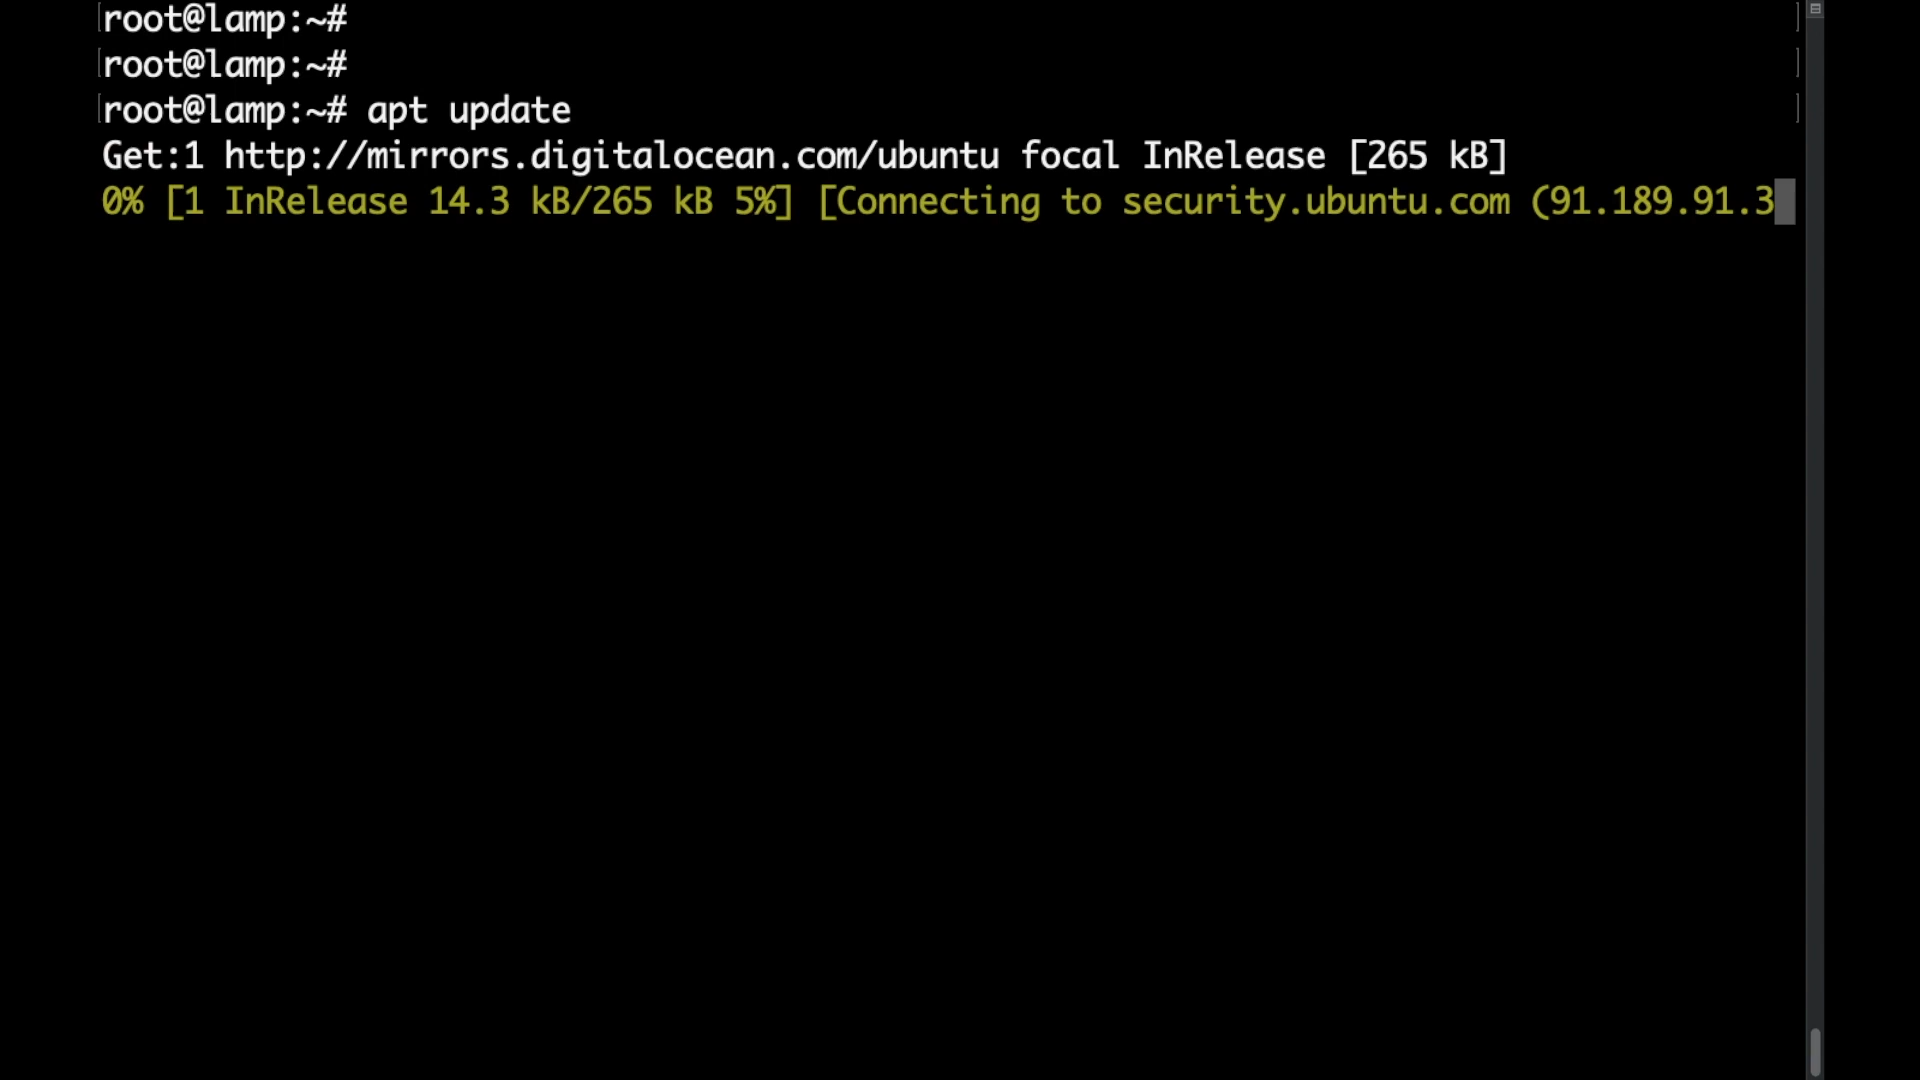 root@lamp:~#
root@lamp:~#
root@lamp:~# apt update
Get:1 http://mirrors.digitalocean.com/ubuntu focal InRelease [265 kB]
0% [1 InRelease 14.3 kB/265 kB 5%] [Connecting to security.ubuntu.com (91.189.91.3